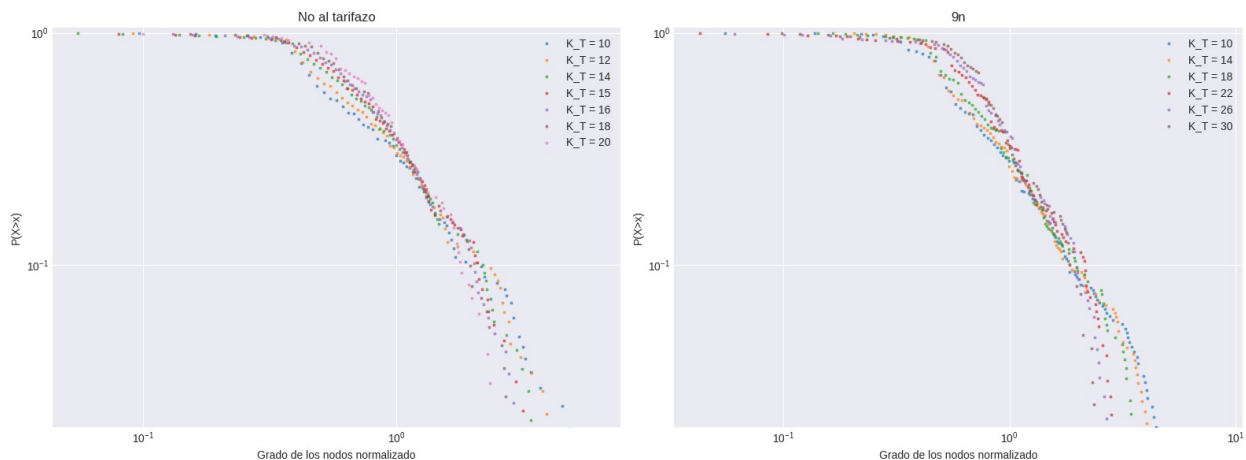 No al tarifazo
10⁰
10⁻¹
P(X>x)
K_T = 10
K_T = 12
K_T = 14
K_T = 15
K_T = 16
K_T = 18
K_T = 20
10⁻¹
10⁰
Grado de los nodos normalizado
9n
10⁰
10⁻¹
P(X>x)
K_T = 10
K_T = 14
K_T = 18
K_T = 22
K_T = 26
K_T = 30
10⁻¹
10⁰
10¹
Grado de los nodos normalizado